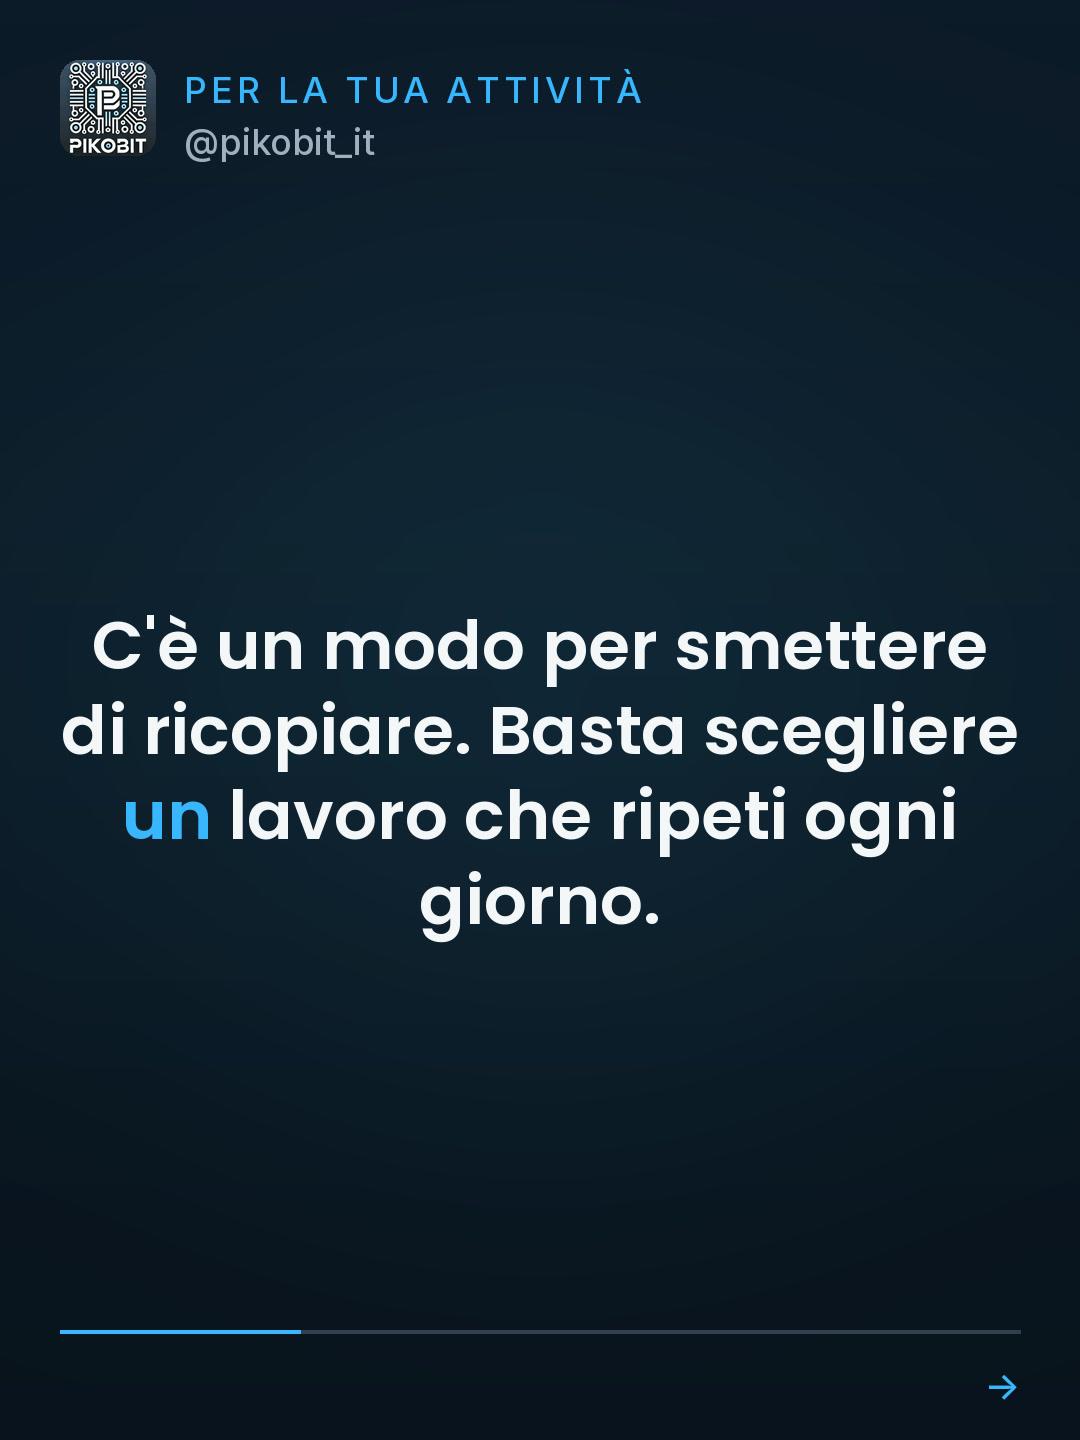 PIKOBIT
PER LA TUA ATTIVITÀ
@pikobit_it
C'è un modo per smettere
di ricopiare. Basta scegliere
un lavoro che ripeti ogni
giorno.